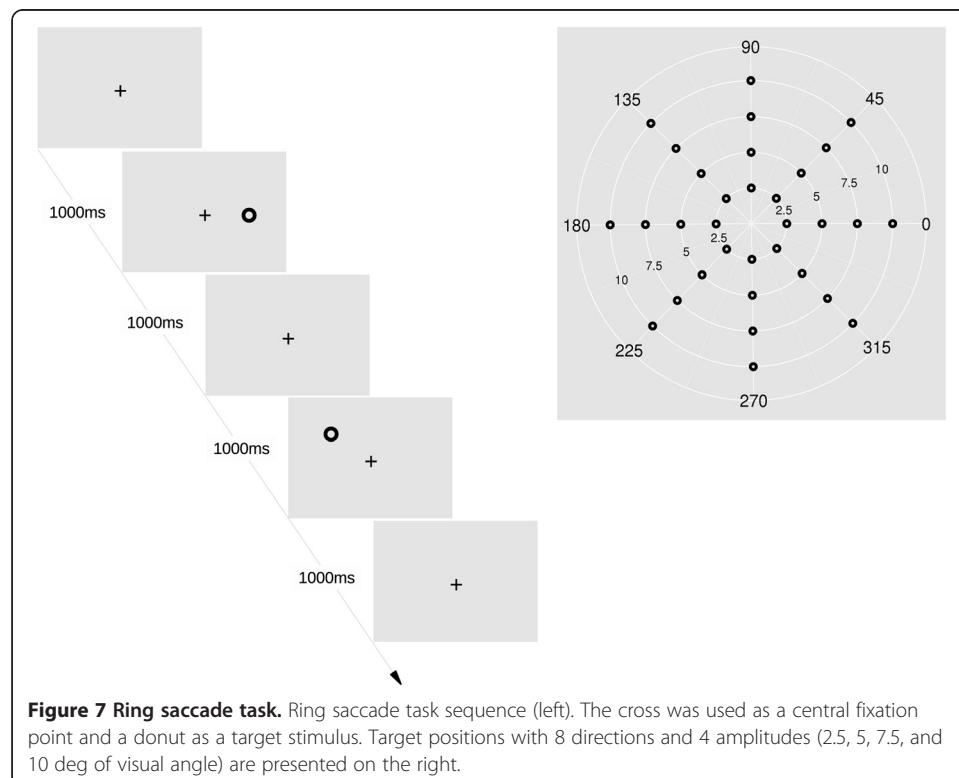 1000ms
1000ms
1000ms
1000ms
90
135
45
10
7.5
5
2.5
180
0
2.5
5
7.5
10
225
315
270
Figure 7 Ring saccade task. Ring saccade task sequence (left). The cross was used as a central fixation
point and a donut as a target stimulus. Target positions with 8 directions and 4 amplitudes (2.5, 5, 7.5, and
10 deg of visual angle) are presented on the right.